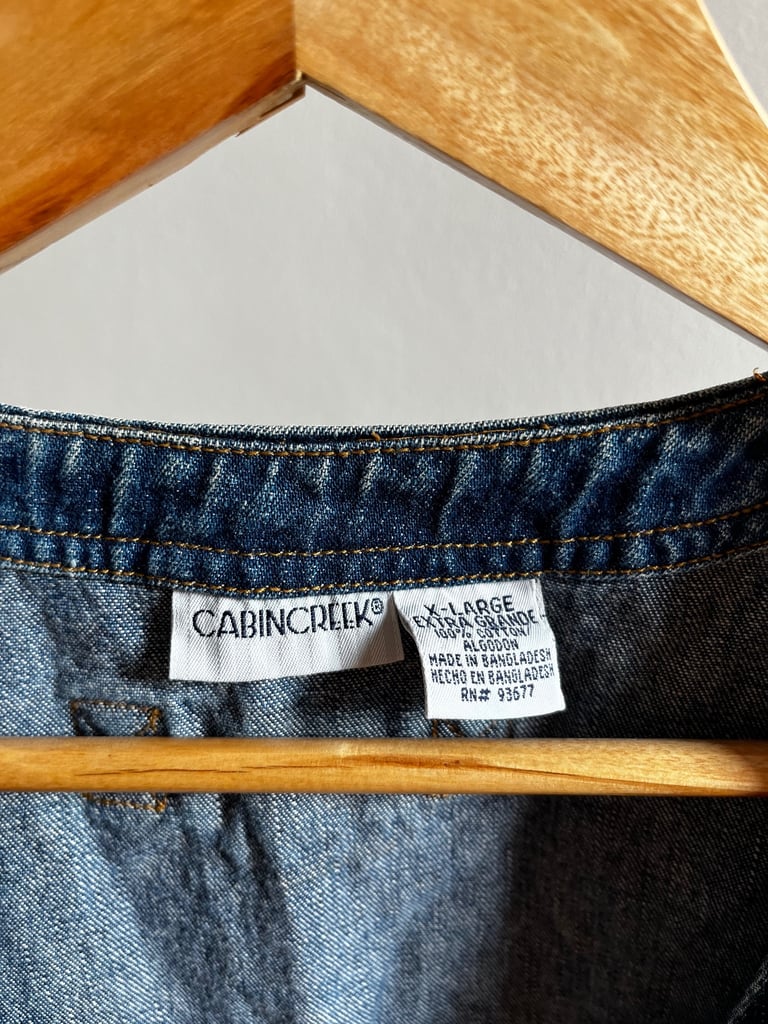 CABINCREEK®
X-LARGE
EXTRA GRANDE
100% COTTON
ALGODON
MADE IN BANGLADESH
HECHO EN BANGLADESH
RN# 93677